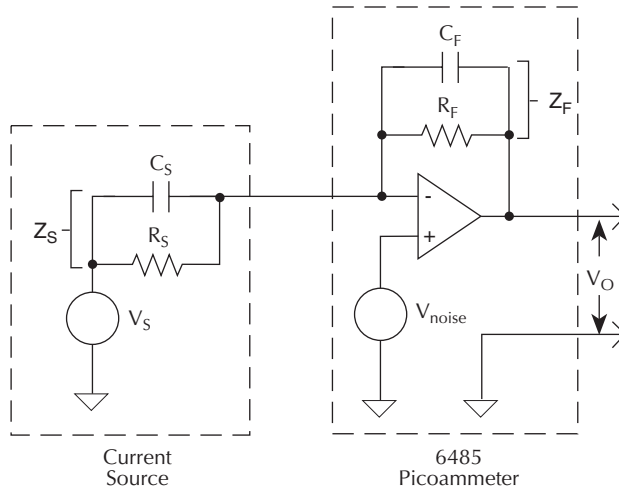 C_F
R_F
Z_F
C_S
Z_S
R_S
-
+
V_S
V_noise
V_O
Current
Source
6485
Picoammeter